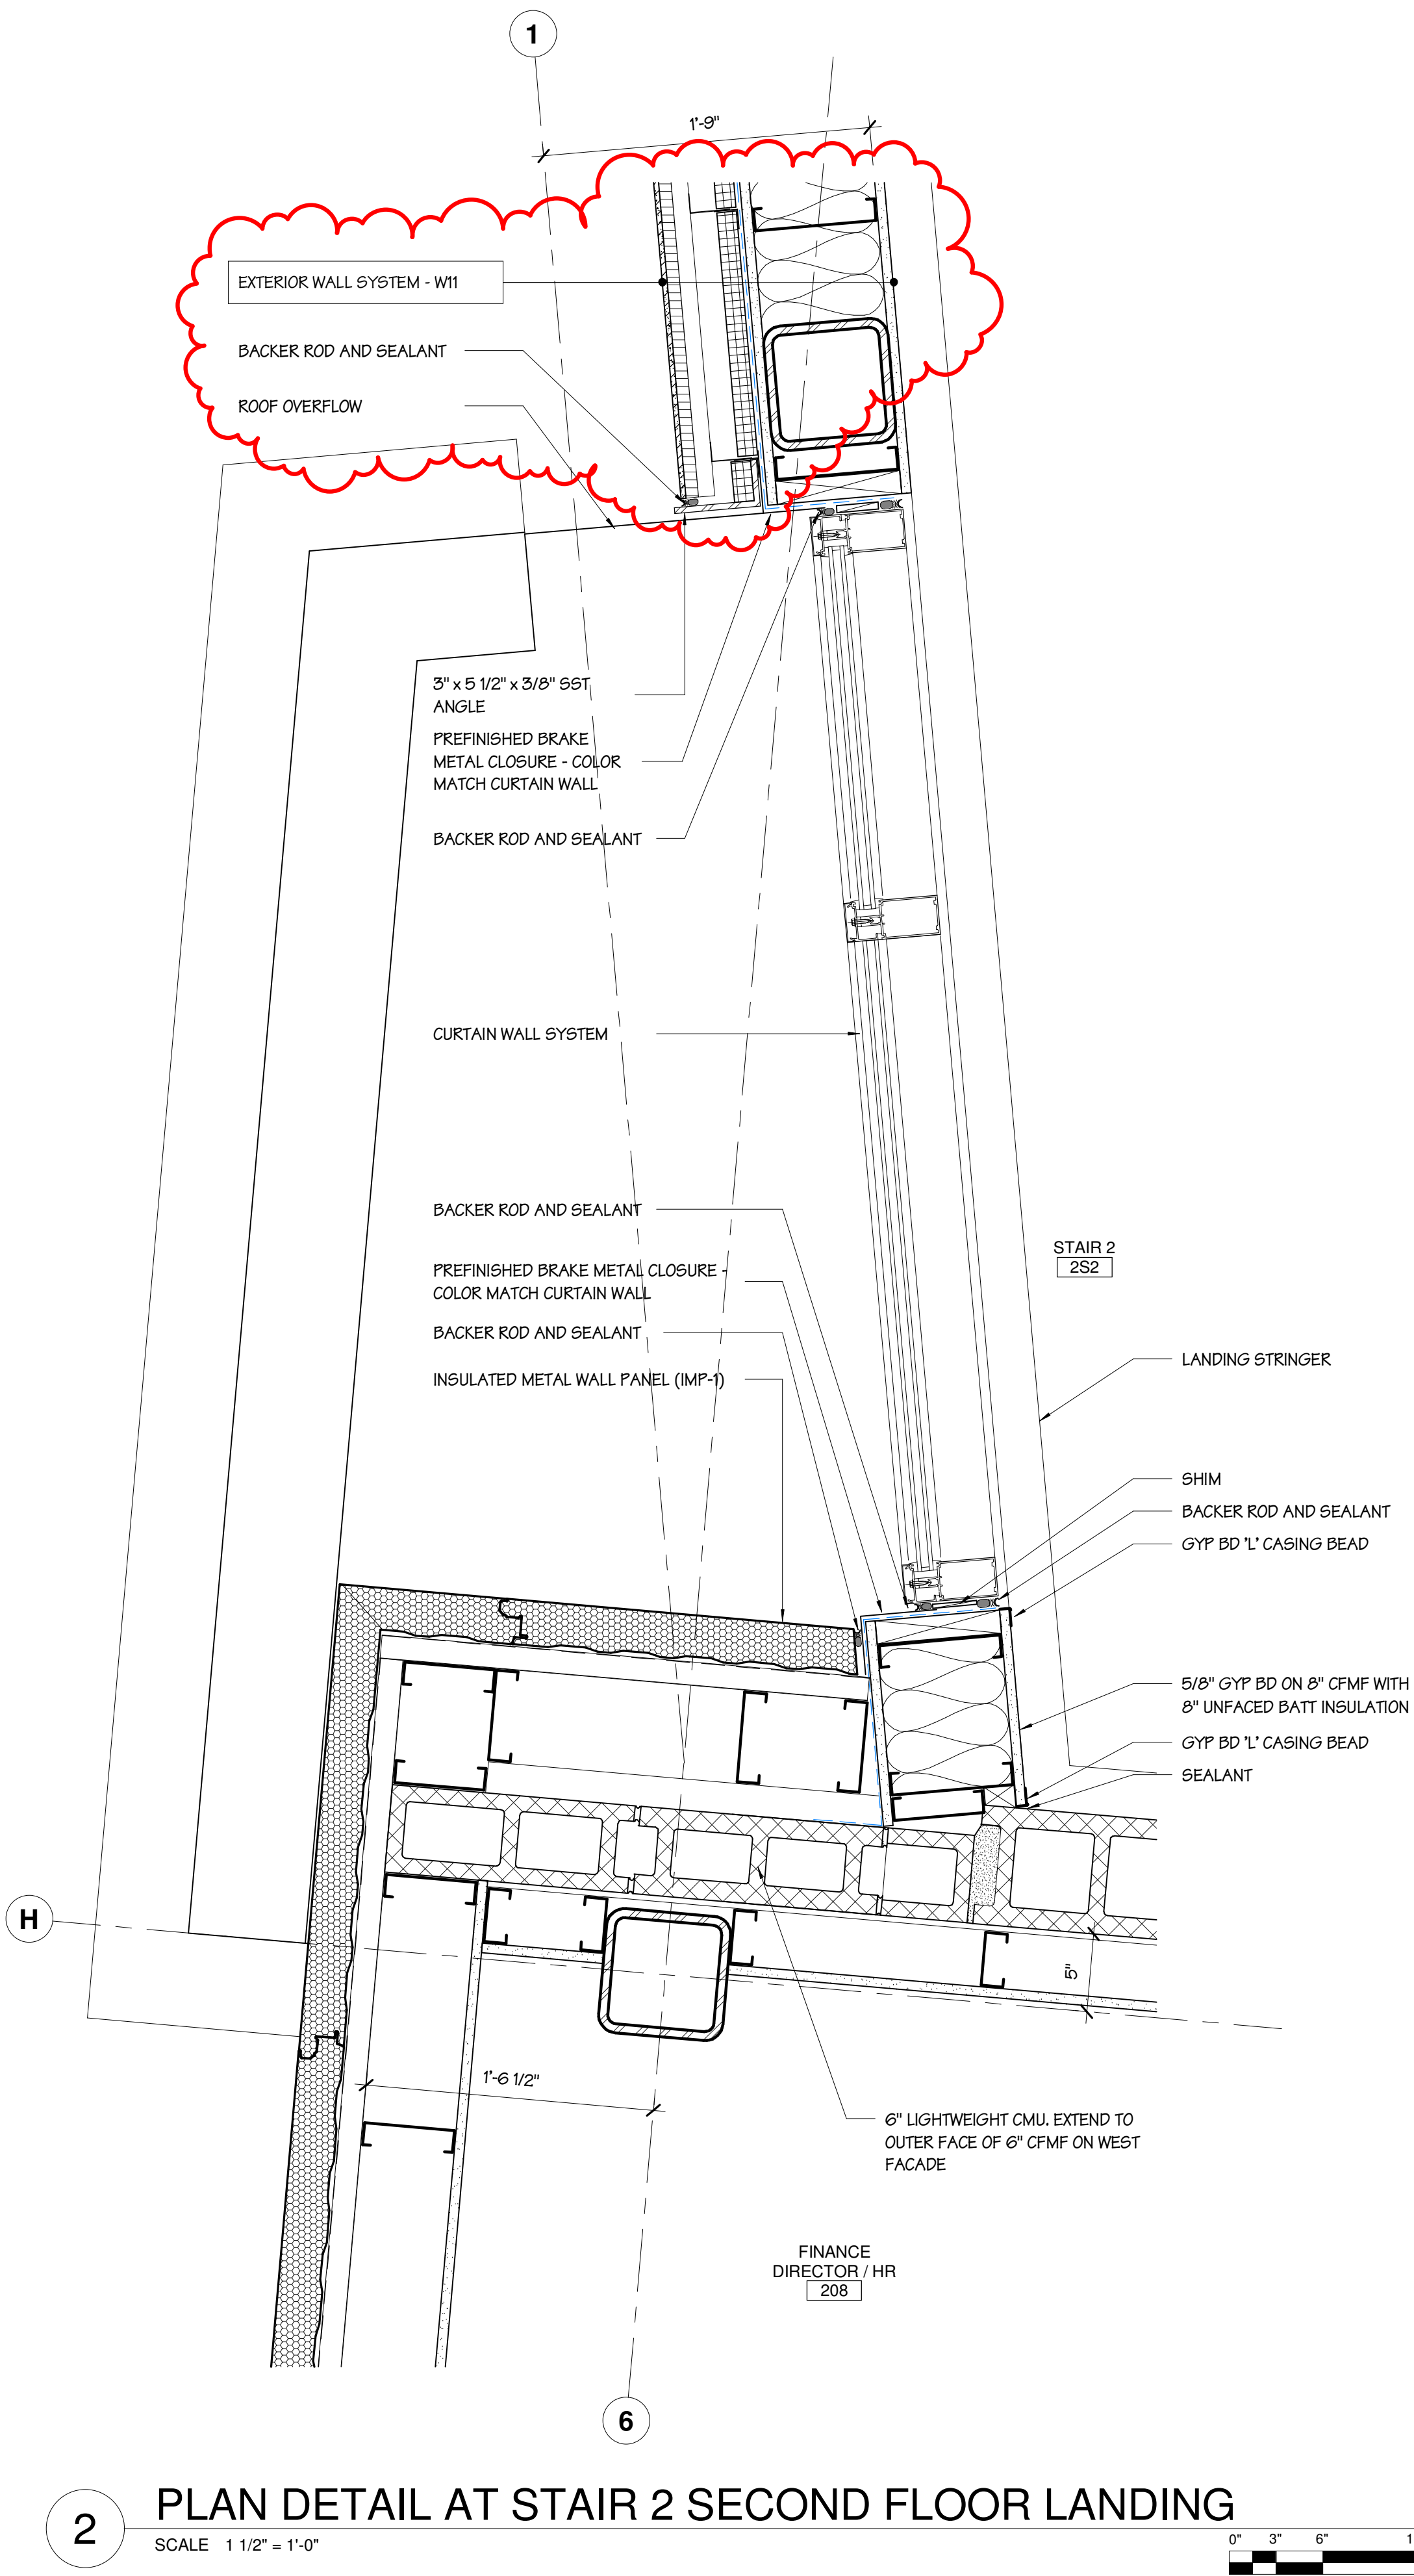 1
1'-9"
EXTERIOR WALL SYSTEM - W11
BACKER ROD AND SEALANT
ROOF OVERFLOW
3" x 5 1/2" x 3/8" SST
ANGLE
PREFINISHED BRAKE
METAL CLOSURE - COLOR
MATCH CURTAIN WALL
BACKER ROD AND SEALANT
CURTAIN WALL SYSTEM
BACKER ROD AND SEALANT
PREFINISHED BRAKE METAL CLOSURE -
COLOR MATCH CURTAIN WALL
BACKER ROD AND SEALANT
INSULATED METAL WALL PANEL (IMP-1)
STAIR 2
2S2
LANDING STRINGER
SHIM
BACKER ROD AND SEALANT
GYP BD 'L' CASING BEAD
5/8" GYP BD ON 8" CFMF WITH
8" UNFACED BATT INSULATION
GYP BD 'L' CASING BEAD
SEALANT
H
5"
1'-6 1/2"
6" LIGHTWEIGHT CMU. EXTEND TO
OUTER FACE OF 6" CFMF ON WEST
FACADE
FINANCE
DIRECTOR / HR
208
6
2
PLAN DETAIL AT STAIR 2 SECOND FLOOR LANDING
SCALE 1 1/2" = 1'-0"
0" 3" 6" 1